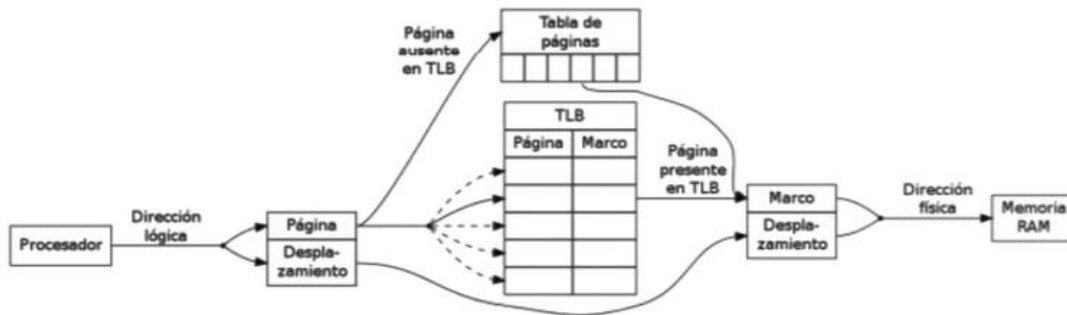 Página
ausente
en TLB
Tabla de
páginas
TLB
Página Marco
Página
presente
en TLB
Dirección
lógica
Procesador
Página
Despla-
zamiento
Marco
Despla-
zamiento
Dirección
física
Memoria
RAM